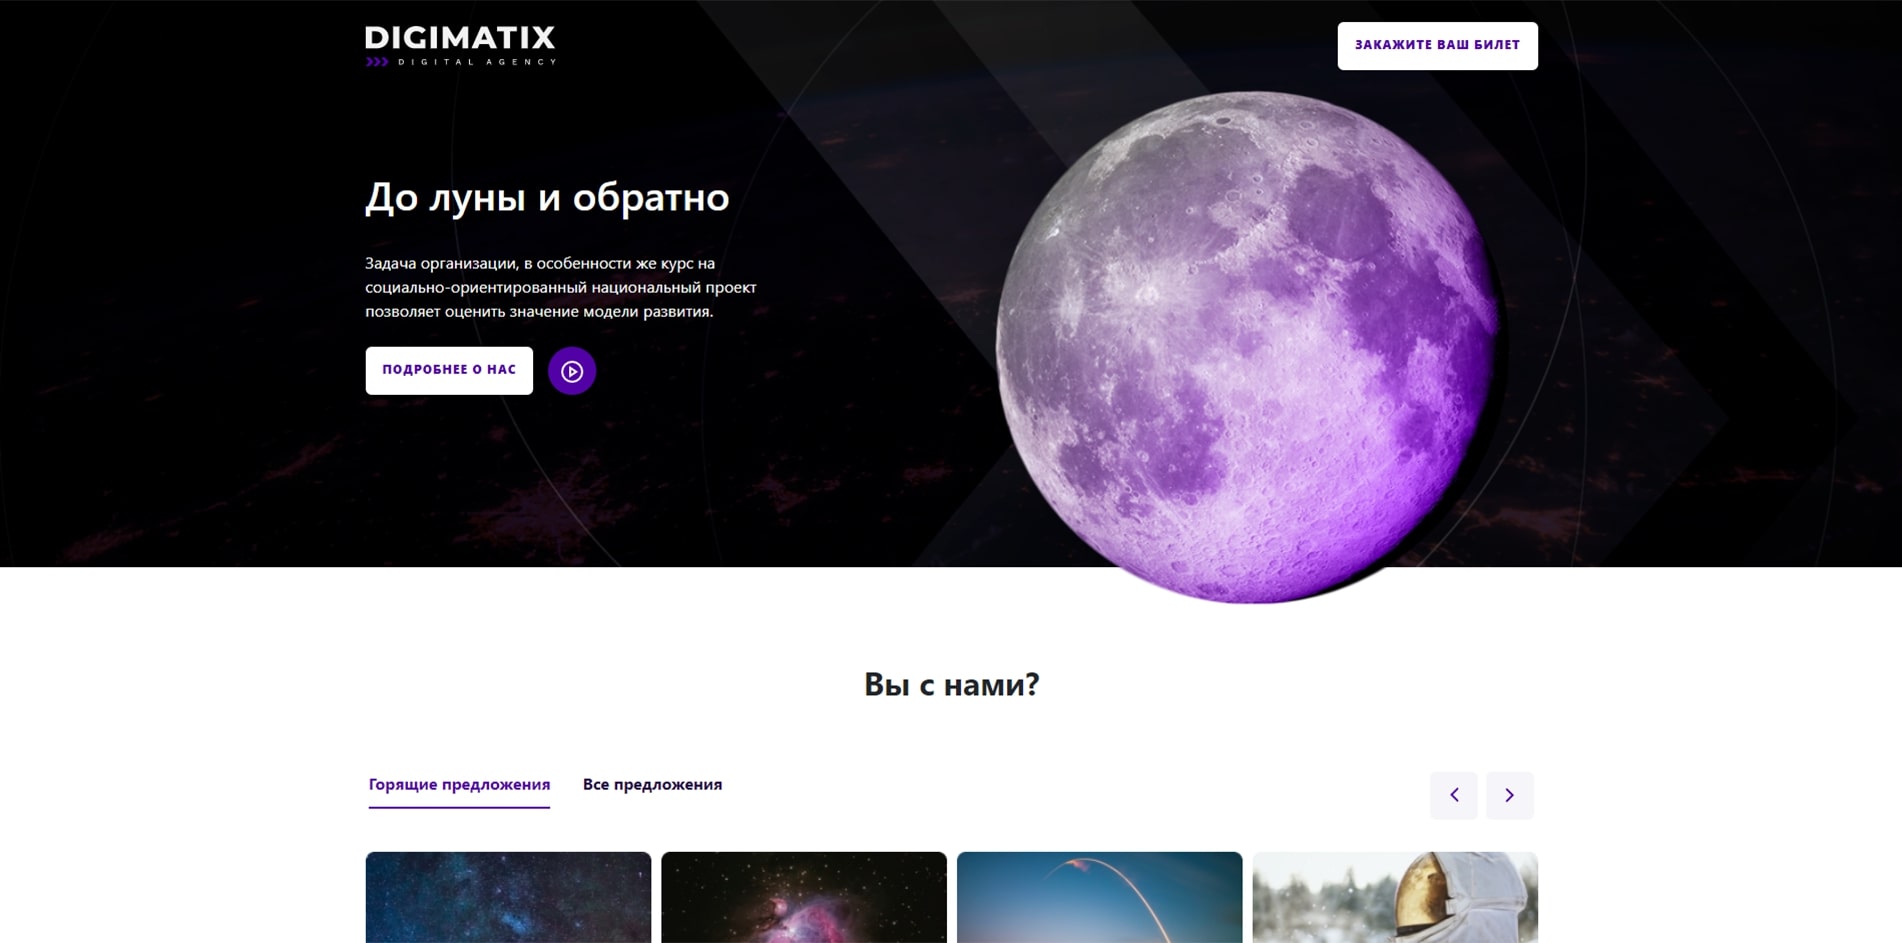 DIGIMATIX
DIGITAL AGENCY
ЗАКАЖИТЕ ВАШ БИЛЕТ
До луны и обратно
Задача организации, в особенности же курс на
социально-ориентированный национальный проект
позволяет оценить значение модели развития.
ПОДРОБНЕЕ О НАС
Вы с нами?
Горящие предложения
Все предложения